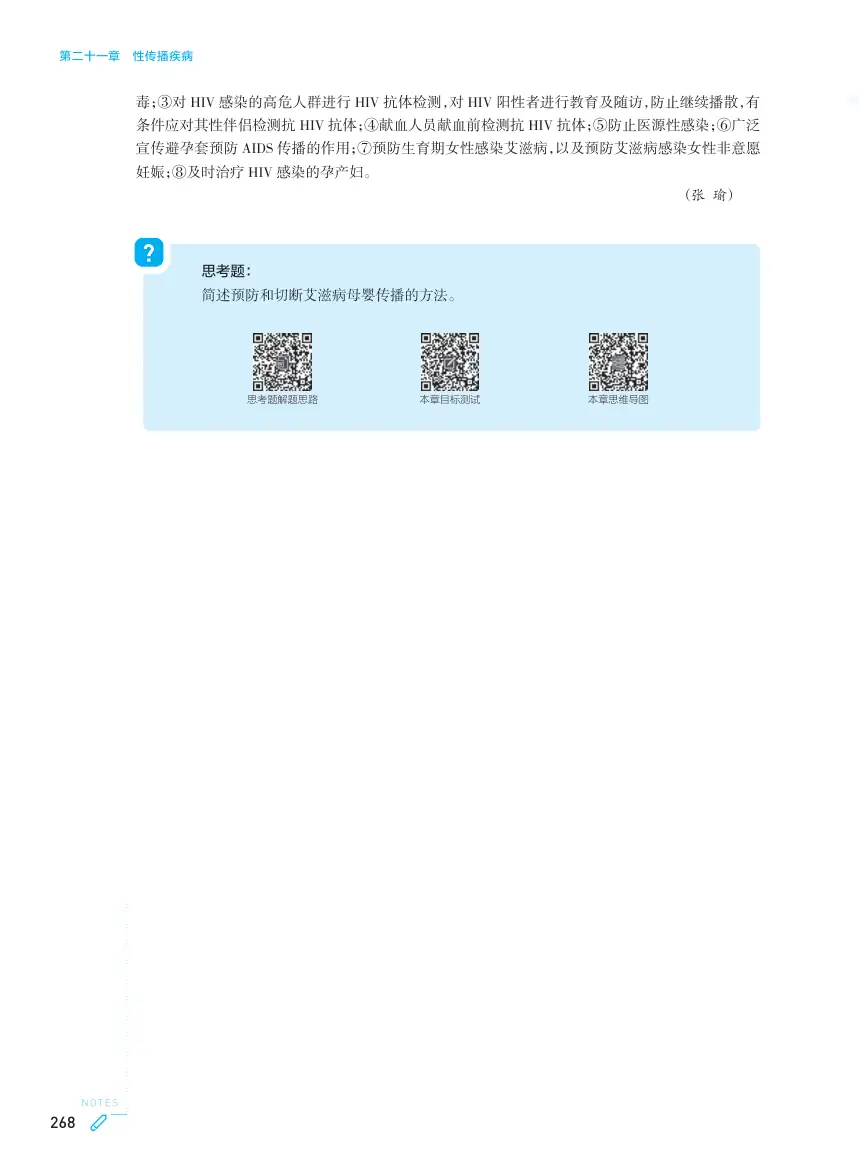 第二十一章 性传播疾病
毒;③对 HIV 感染的高危人群进行 HIV 抗体检测,对 HIV 阳性者进行教育及随访,防止继续播散,有
条件应对其性伴侣检测抗 HIV 抗体;④献血人员献血前检测抗 HIV 抗体;⑤防止医源性感染;⑥广泛
宣传避孕套预防 AIDS 传播的作用;⑦预防生育期女性感染艾滋病,以及预防艾滋病感染女性非意愿
妊娠;⑧及时治疗 HIV 感染的孕产妇。
(张 瑜)
?
思考题:
简述预防和切断艾滋病母婴传播的方法。
思考题解题思路 本章目标测试 本章思维导图
NOTES
268